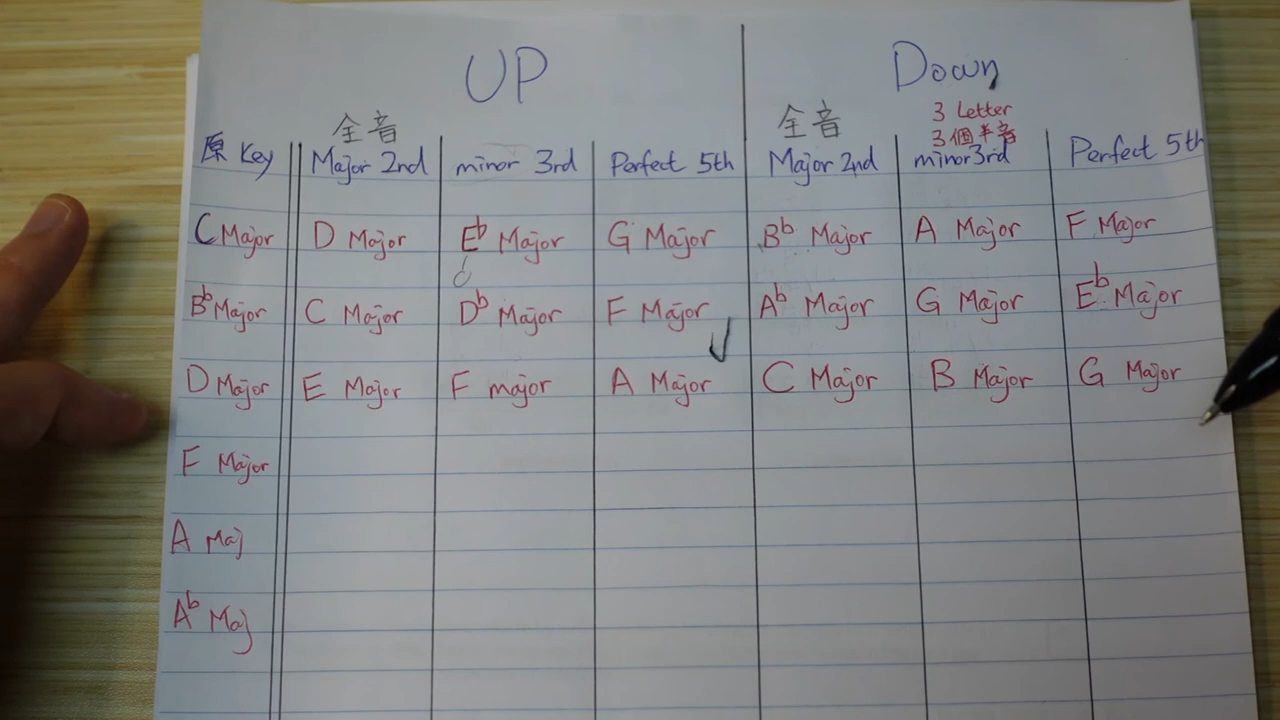 UP
Down
全音
全音
3 Letter
3個半音
原 Key
Major 2nd
minor 3rd
Perfect 5th
Major 2nd
minor 3rd
Perfect 5th
C Major
D Major
E♭ Major
G Major
B♭ Major
A Major
F Major
B♭ Major
C Major
D♭ Major
F Major
A♭ Major
G Major
E♭ Major
D Major
E Major
F major
A Major
C Major
B Major
G Major
F Major
A Maj
A♭ Maj